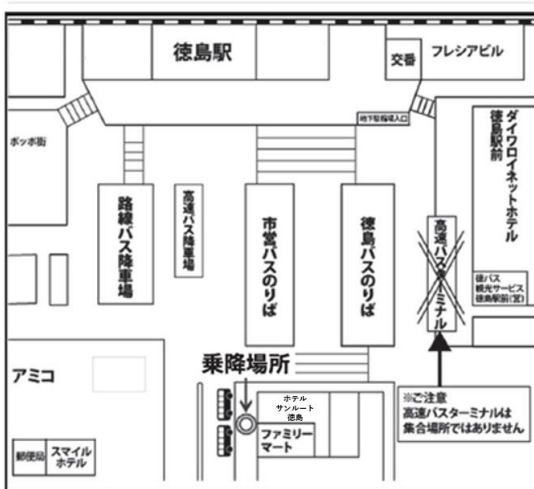 徳島駅
交番
フレシアビル
地下駐輪場入口
ポッポ街
ダイワロイネットホテル
徳島駅前
路線バス降車場
高速バス降車場
市営バスのりば
徳島バスのりば
高速バスターミナル
徳バス
観光サービス
徳島駅前(営)
乗降場所
アミコ
ホテル
サンルート
徳島
ファミリー
マート
※ご注意
高速バスターミナルは
集合場所ではありません
郵便局
スマイル
ホテル